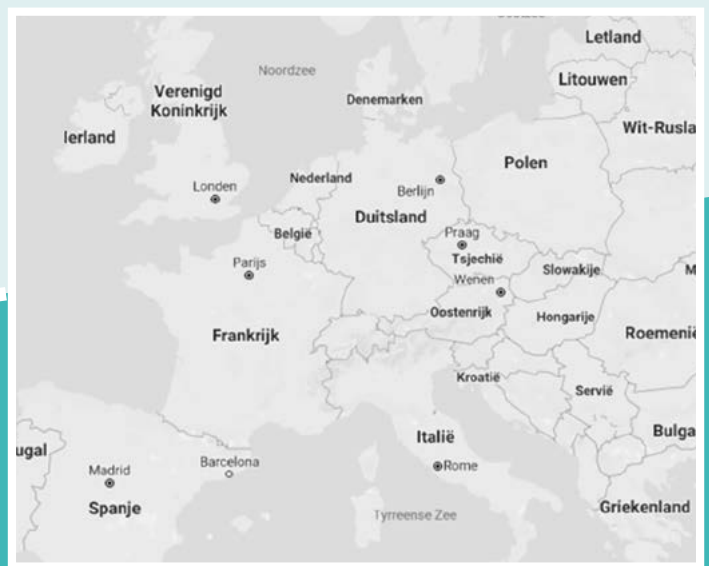 Letland
Noordzee
Litouwen
Verenigd
Koninkrijk
Denemarken
Ierland
Wit-Rusla
Polen
Nederland
Londen
Berlijn
Duitsland
België
Praag
Tsjechië
Parijs
Slowakije
M
Wenen
Oostenrijk
Hongarije
Frankrijk
Roemenië
Kroatië
Servië
Italië
Bulga
ugal
Barcelona
Madrid
Rome
Spanje
Griekenland
Tyrreense Zee